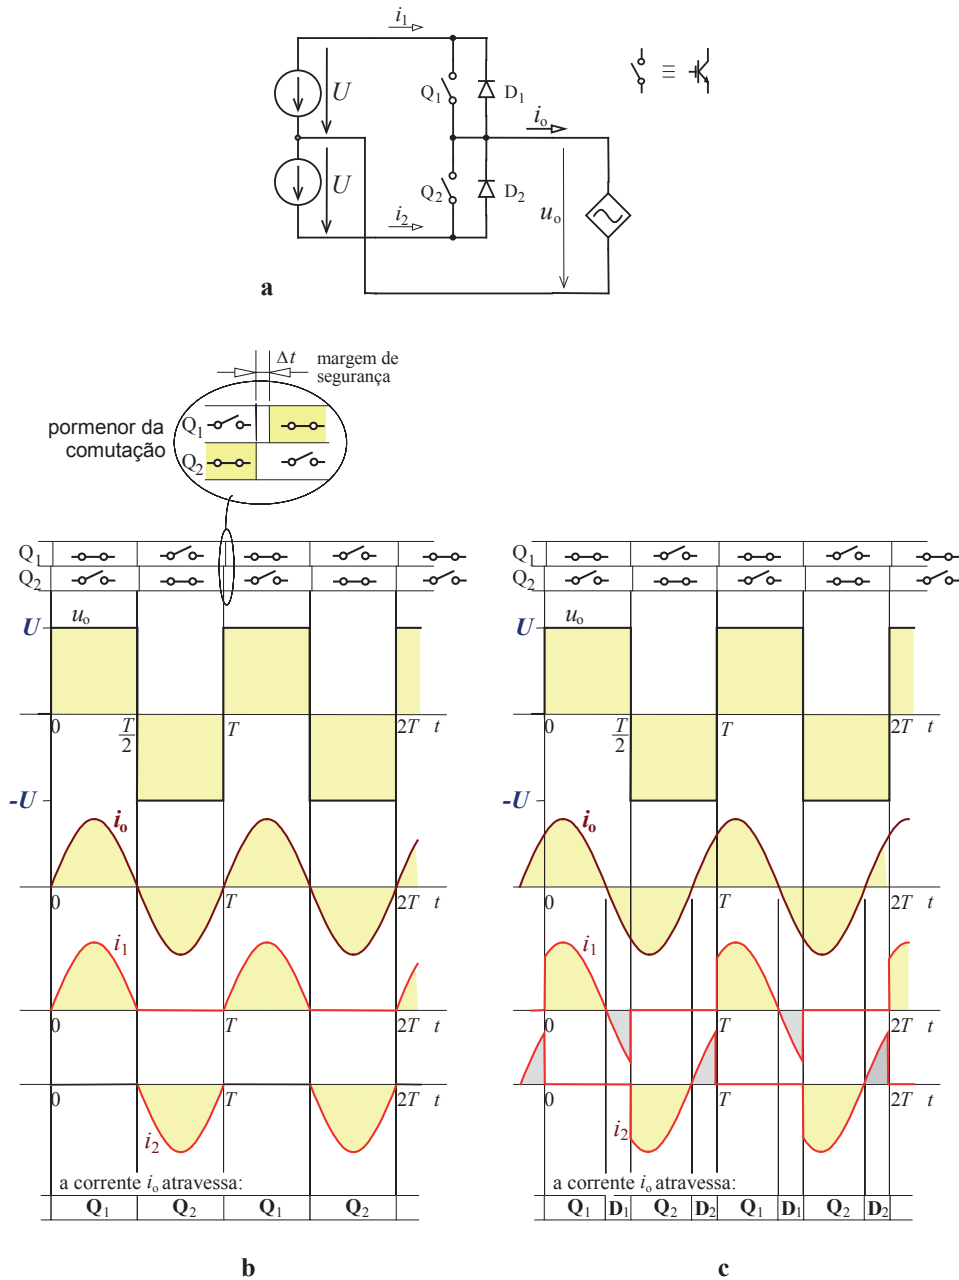 i1
U
Q1
D1
≡
io
U
Q2
D2
i2
uo
a
Δt
margem de
segurança
pormenor da
comutação
Q1
Q2
Q1
Q2
U
uo
0
T/2
T
2T
t
-U
io
0
T
2T
t
i1
0
T
2T
t
0
T
2T
t
i2
a corrente io atravessa:
Q1 Q2 Q1 Q2
b
Q1
Q2
U
uo
0
T/2
T
2T
t
-U
io
0
T
2T
t
i1
0
T
2T
t
0
T
2T
t
i2
a corrente io atravessa:
Q1 D1 Q2 D2 Q1 D1 Q2 D2
c